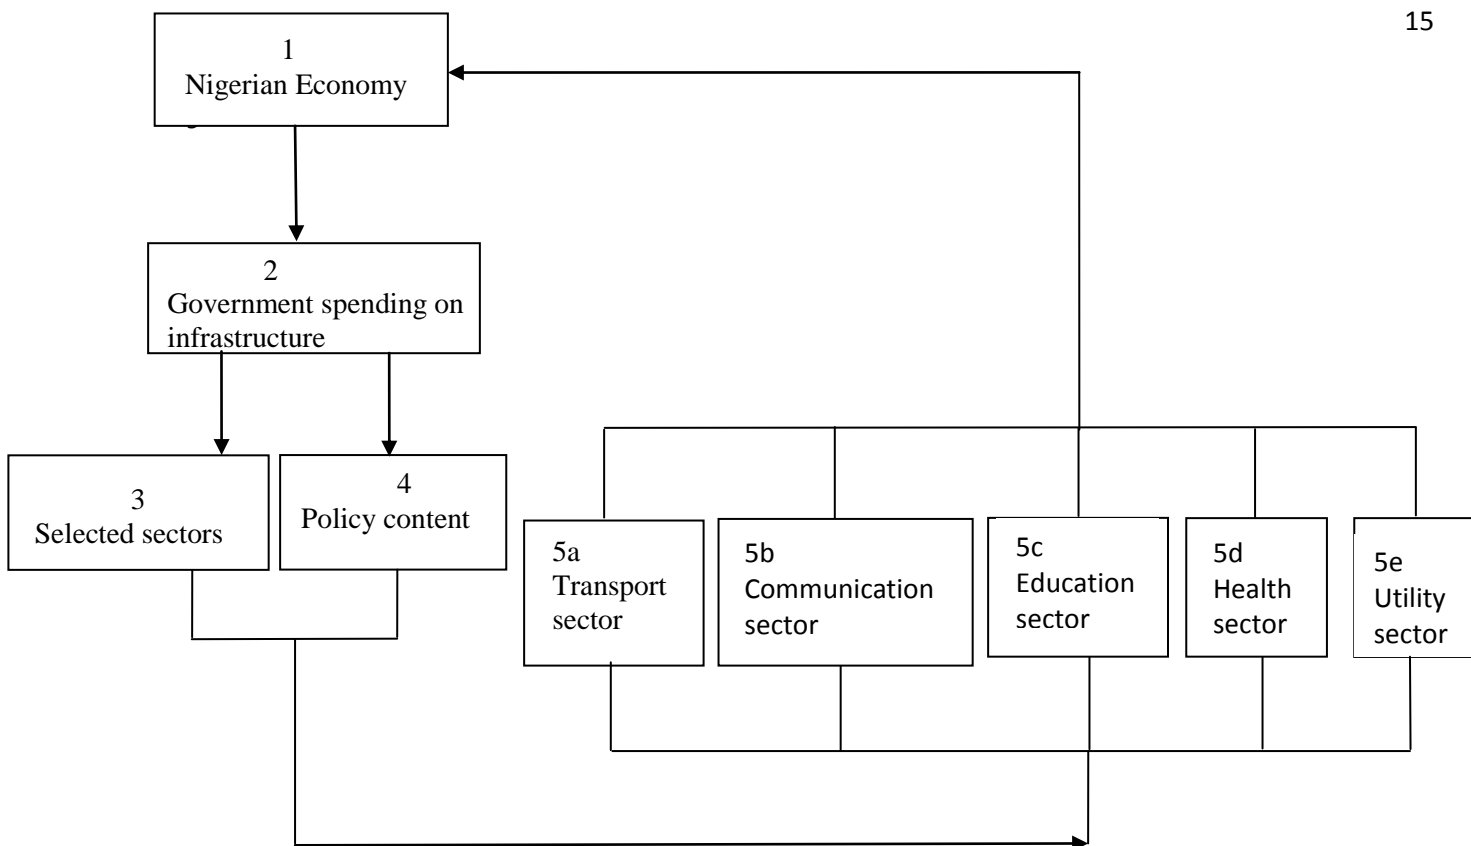 15
1
Nigerian Economy
2
Government spending on
infrastructure
3
Selected sectors
4
Policy content
5a
Transport
sector
5b
Communication
sector
5c
Education
sector
5d
Health
sector
5e
Utility
sector